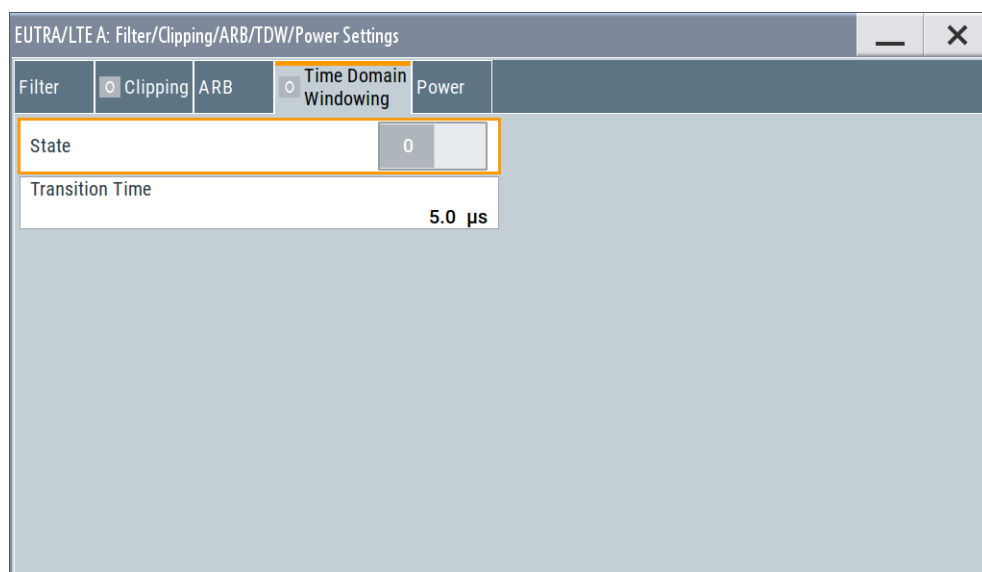 EUTRA/LTE A: Filter/Clipping/ARB/TDW/Power Settings
Filter
O Clipping
ARB
O Time Domain
Windowing
Power
State
0
Transition Time
5.0 µs